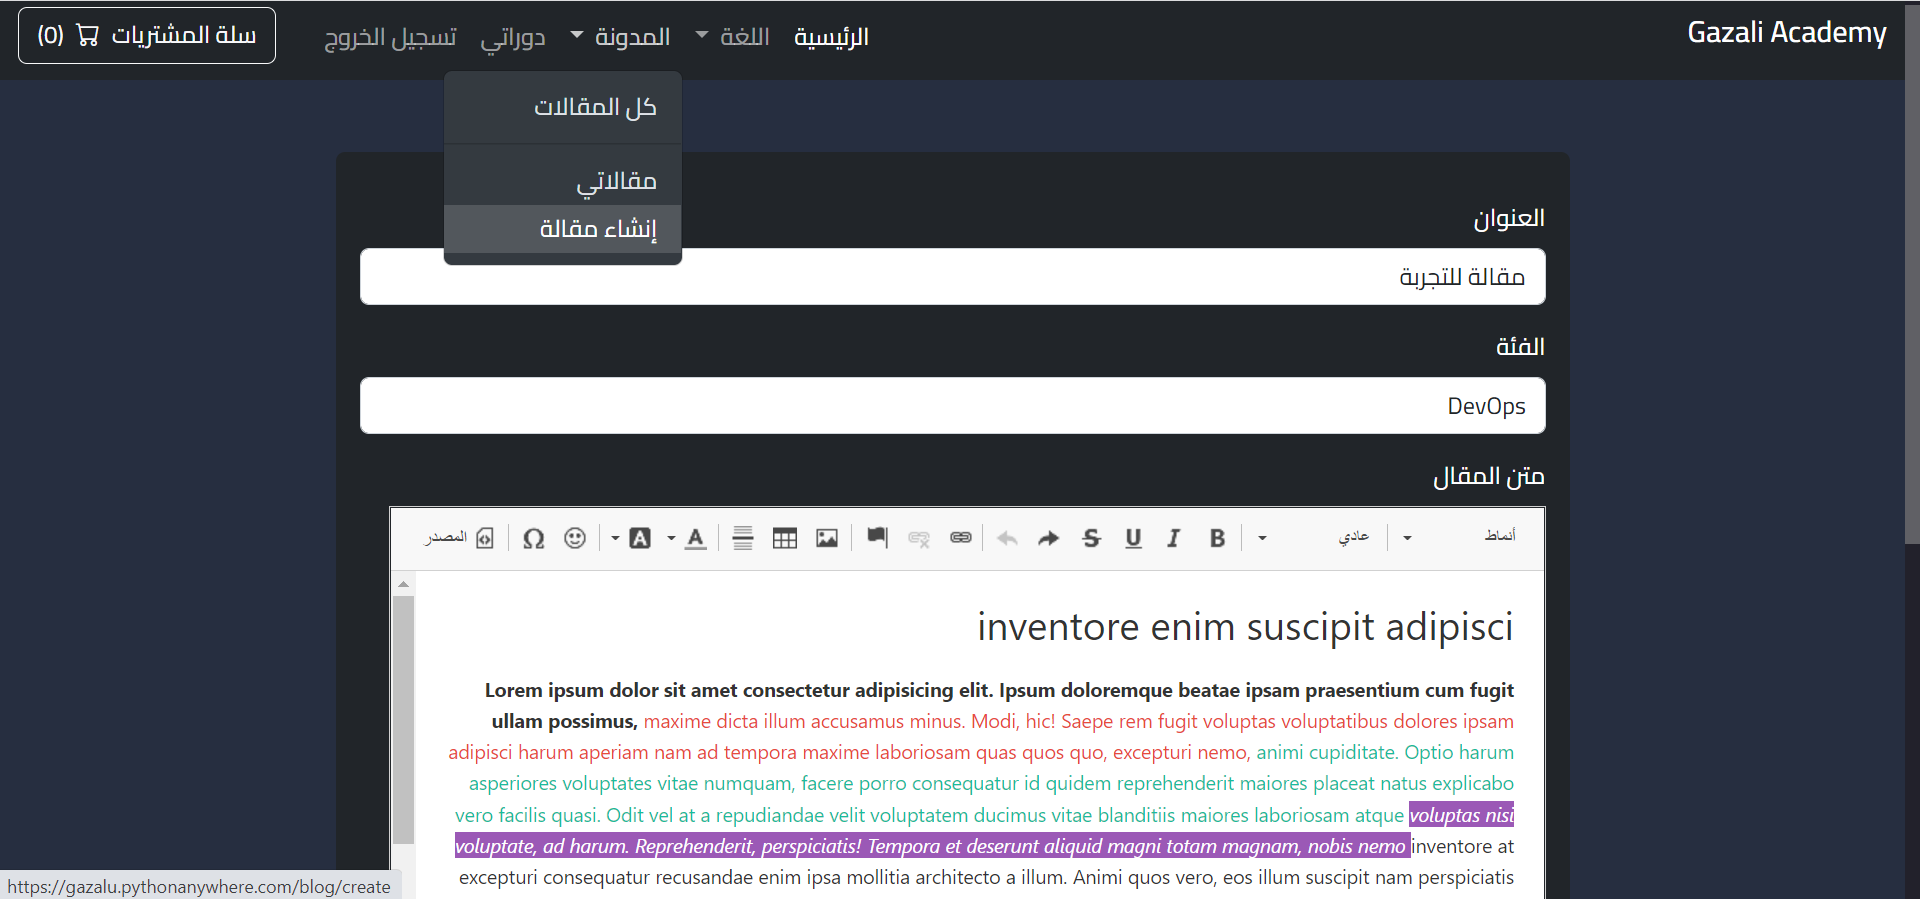 Gazali Academy
الرئيسية
اللغة
المدونة
دوراتي
تسجيل الخروج
سلة المشتريات (0)
كل المقالات
مقالاتي
إنشاء مقالة
العنوان
مقالة للتجربة
الفئة
DevOps
متن المقال
أنماط
عادي
B I U S
A A
Ω
المصدر
inventore enim suscipit adipisci
Lorem ipsum dolor sit amet consectetur adipisicing elit. Ipsum doloremque beatae ipsam praesentium cum fugit
ullam possimus, maxime dicta illum accusamus minus. Modi, hic! Saepe rem fugit voluptas voluptatibus dolores ipsam
adipisci harum aperiam nam ad tempora maxime laboriosam quas quos quo, excepturi nemo, animi cupiditate. Optio harum
asperiores voluptates vitae numquam, facere porro consequatur id quidem reprehenderit maiores placeat natus explicabo
vero facilis quasi. Odit vel at a repudiandae velit voluptatem ducimus vitae blanditiis maiores laboriosam atque voluptas nisi
voluptate, ad harum. Reprehenderit, perspiciatis! Tempora et deserunt aliquid magni totam magnam, nobis nemo inventore at
excepturi consequatur recusandae enim ipsa mollitia architecto a illum. Animi quos vero, eos illum suscipit nam perspiciatis
https://gazalu.pythonanywhere.com/blog/create